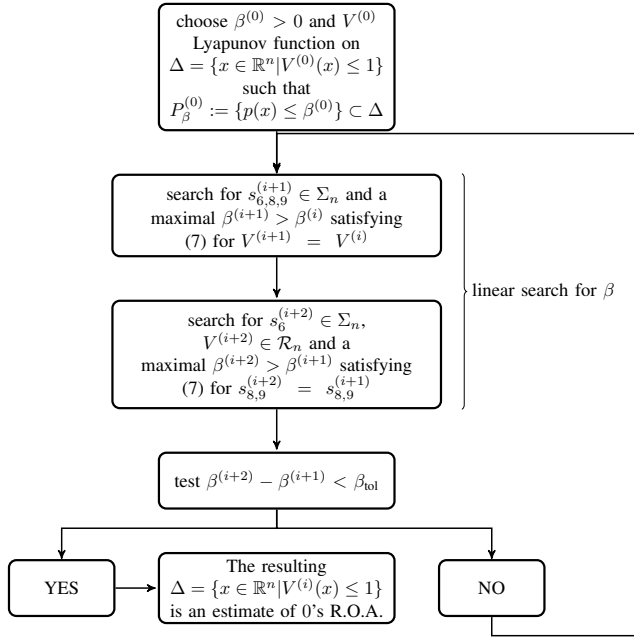 choose β^{(0)} > 0 and V^{(0)}
Lyapunov function on
Δ = {x ∈ ℝ^n|V^{(0)}(x) ≤ 1}
such that
P_β^{(0)} := {p(x) ≤ β^{(0)}} ⊂ Δ
search for s_{6,8,9}^{(i+1)} ∈ Σ_n and a
maximal β^{(i+1)} > β^{(i)} satisfying
(7) for V^{(i+1)} = V^{(i)}
linear search for β
search for s_6^{(i+2)} ∈ Σ_n,
V^{(i+2)} ∈ ℛ_n and a
maximal β^{(i+2)} > β^{(i+1)} satisfying
(7) for s_{8,9}^{(i+2)} = s_{8,9}^{(i+1)}
test β^{(i+2)} − β^{(i+1)} < β_{tol}
YES
The resulting
Δ = {x ∈ ℝ^n|V^{(i)}(x) ≤ 1}
is an estimate of 0's R.O.A.
NO